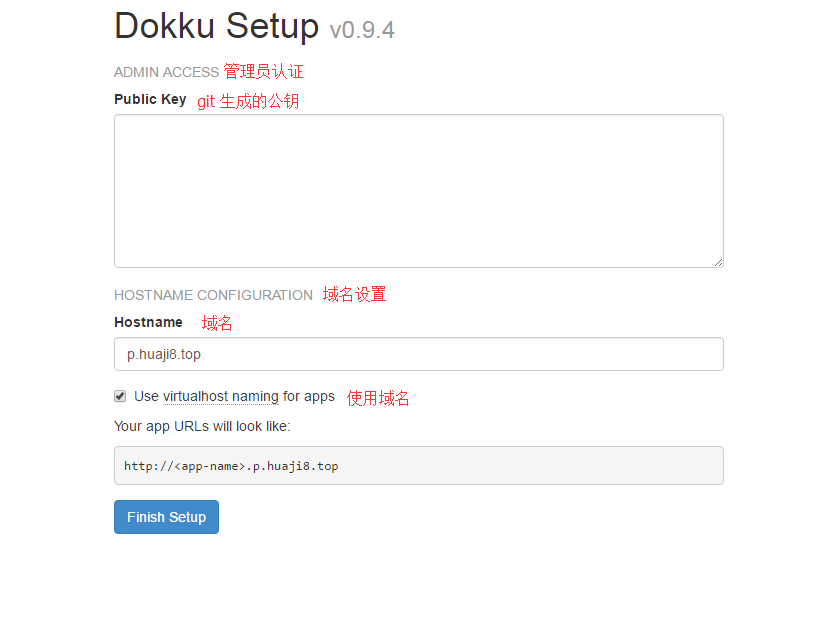 Dokku Setup v0.9.4
ADMIN ACCESS 管理员认证
Public Key git 生成的公钥
HOSTNAME CONFIGURATION 域名设置
Hostname 域名
p.huaji8.top
Use virtualhost naming for apps 使用域名
Your app URLs will look like:
http://<app-name>.p.huaji8.top
Finish Setup